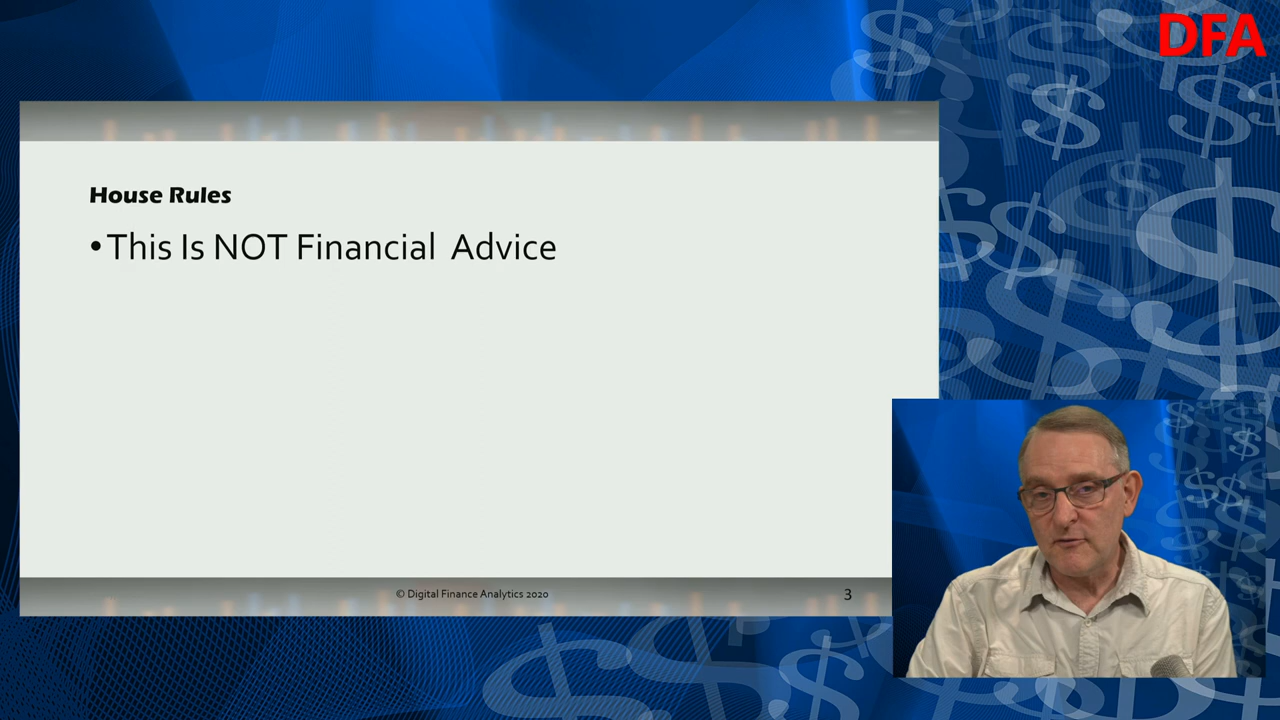 DFA
House Rules
•This Is NOT Financial  Advice
© Digital Finance Analytics 2020
3